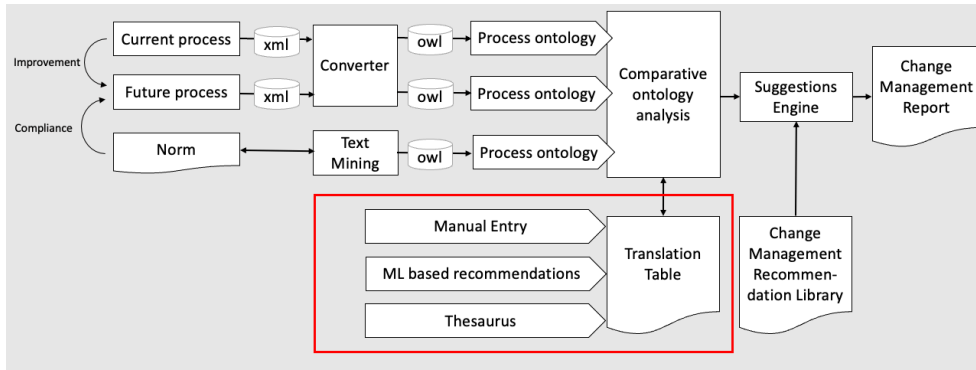 Current process
xml
owl
Process ontology
Improvement
Converter
Future process
xml
owl
Process ontology
Compliance
Norm
Text
Mining
owl
Process ontology
Comparative
ontology
analysis
Suggestions
Engine
Change
Management
Report
Manual Entry
ML based recommendations
Thesaurus
Translation
Table
Change
Management
Recommen-
dation Library